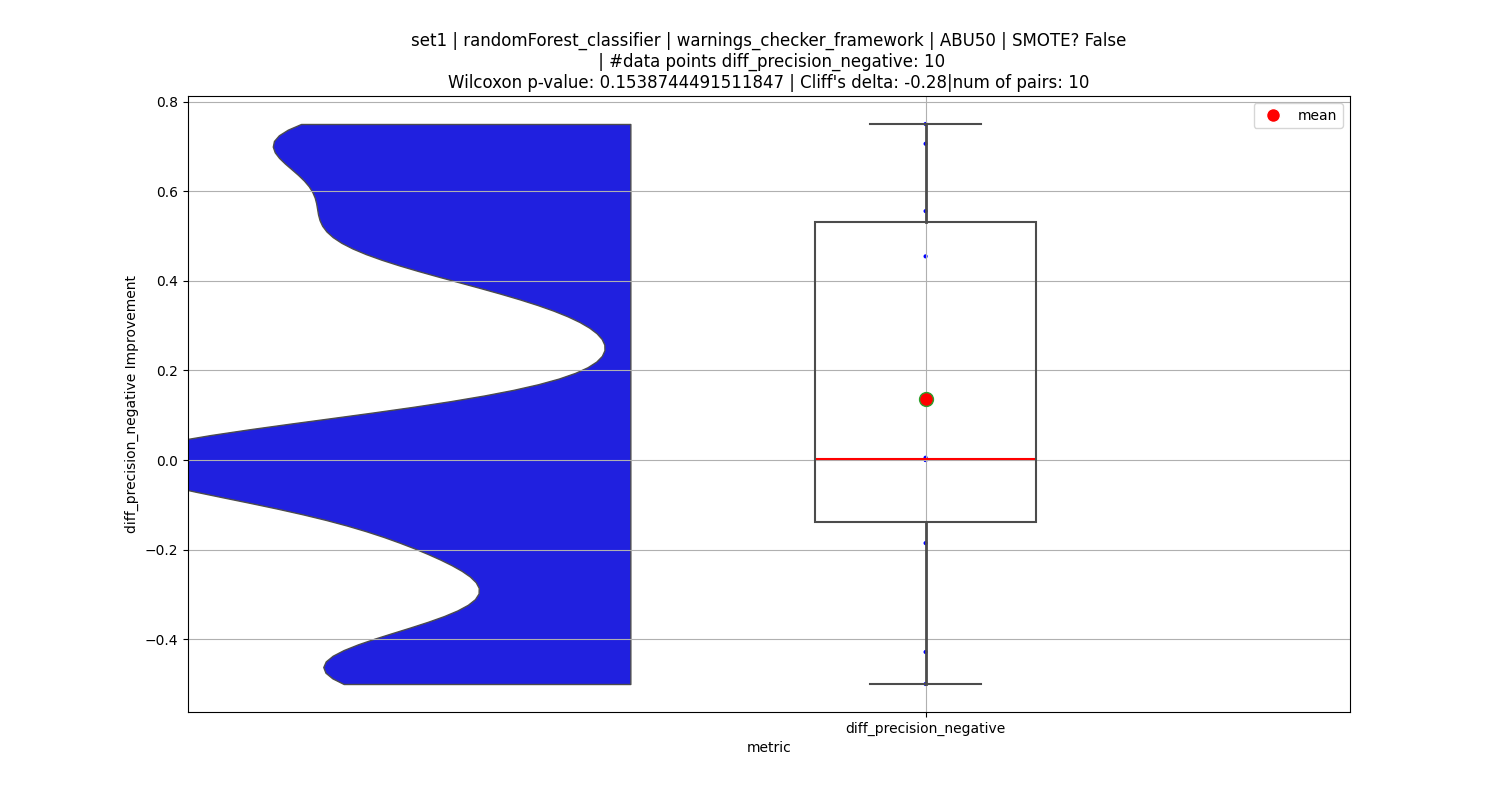 set1 | randomForest_classifier | warnings_checker_framework | ABU50 | SMOTE? False
| #data points diff_precision_negative: 10
Wilcoxon p-value: 0.1538744491511847 | Cliff's delta: -0.28|num of pairs: 10
mean
0.8
0.6
0.4
0.2
0.0
−0.2
−0.4
diff_precision_negative Improvement
diff_precision_negative
metric